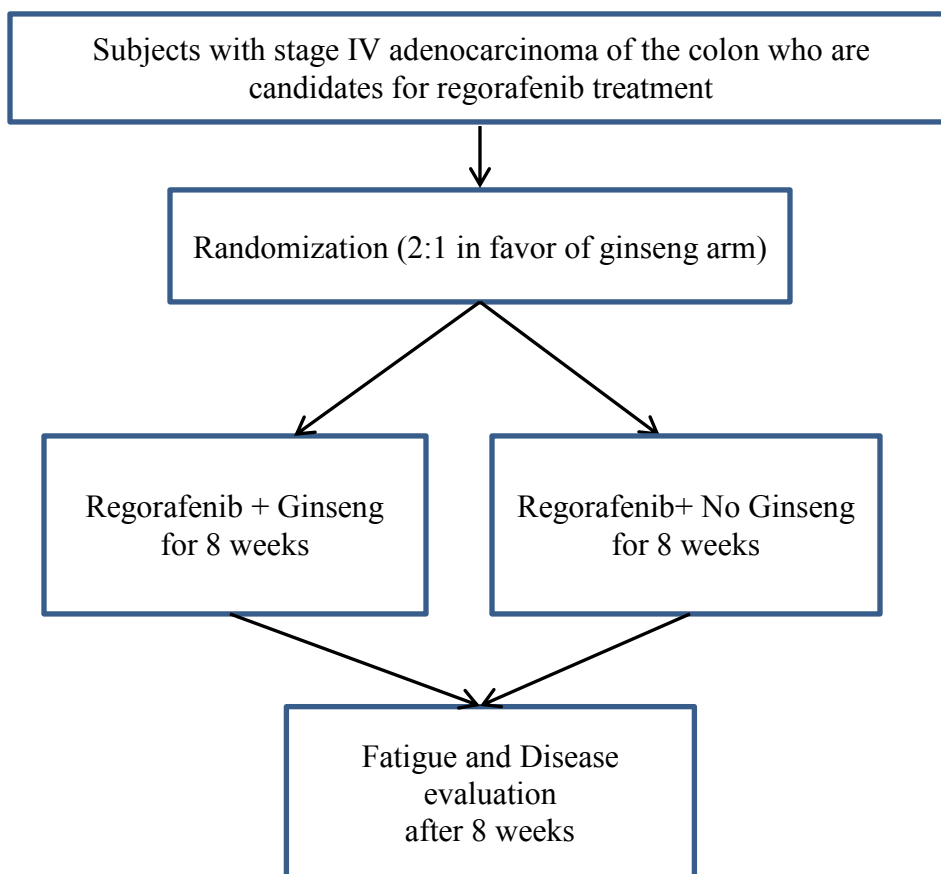 Subjects with stage IV adenocarcinoma of the colon who are
candidates for regorafenib treatment
Randomization (2:1 in favor of ginseng arm)
Regorafenib + Ginseng
for 8 weeks
Regorafenib+ No Ginseng
for 8 weeks
Fatigue and Disease
evaluation
after 8 weeks